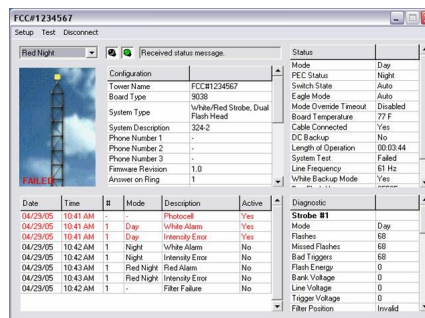 FCC#1234567
Setup Test Disconnect
Red Night
Received status message.
FAILED
Configuration
Tower Name FCC#1234567
Board Type 9038
System Type White/Red Strobe, Dual Flash Head
System Description 324-2
Phone Number 1 -
Phone Number 2 -
Phone Number 3 -
Firmware Revision 1.0
Answer on Ring 1
Status
Mode Day
PEC Status Night
Switch State Auto
Eagle Mode Auto
Mode Override Timeout Disabled
Board Temperature 77 F
Cable Connected Yes
DC Backup No
Length of Operation 00:03:44
System Test Failed
Line Frequency 61 Hz
White Backup Mode Yes
Date Time # Mode Description Active
04/29/05 10:41 AM - - Photocell Yes
04/29/05 10:41 AM 1 Day White Alarm Yes
04/29/05 10:41 AM 1 Day Intensity Error Yes
04/29/05 10:42 AM 1 Night White Alarm No
04/29/05 10:42 AM 1 Night Intensity Error No
04/29/05 10:43 AM 1 Red Night Red Alarm No
04/29/05 10:43 AM 1 Red Night Intensity Error No
04/29/05 10:42 AM 1 - Filter Failure No
Diagnostic
Strobe #1
Mode Day
Flashes 68
Missed Flashes 68
Bad Triggers 68
Flash Energy 0
Bank Voltage 0
Line Voltage 0
Trigger Voltage 0
Filter Position Invalid